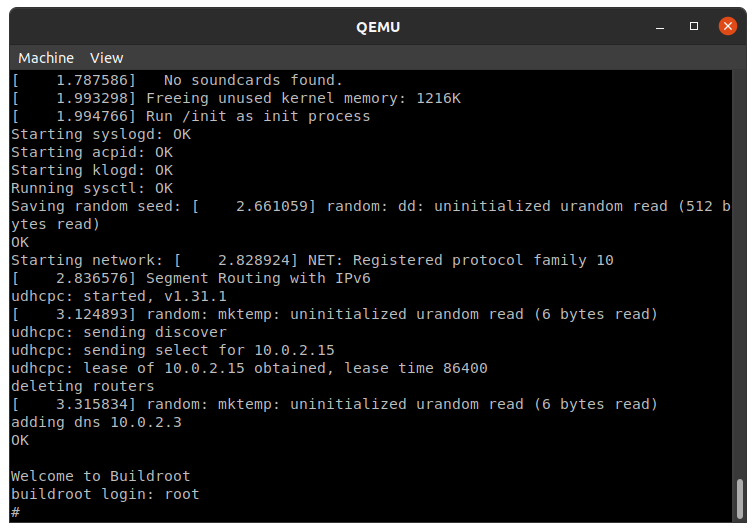 QEMU
Machine View
[    1.787586]   No soundcards found.
[    1.993298] Freeing unused kernel memory: 1216K
[    1.994766] Run /init as init process
Starting syslogd: OK
Starting acpid: OK
Starting klogd: OK
Running sysctl: OK
Saving random seed: [    2.661059] random: dd: uninitialized urandom read (512 b
ytes read)
OK
Starting network: [    2.828924] NET: Registered protocol family 10
[    2.836576] Segment Routing with IPv6
udhcpc: started, v1.31.1
[    3.124893] random: mktemp: uninitialized urandom read (6 bytes read)
udhcpc: sending discover
udhcpc: sending select for 10.0.2.15
udhcpc: lease of 10.0.2.15 obtained, lease time 86400
deleting routers
[    3.315834] random: mktemp: uninitialized urandom read (6 bytes read)
adding dns 10.0.2.3
OK
Welcome to Buildroot
buildroot login: root
#